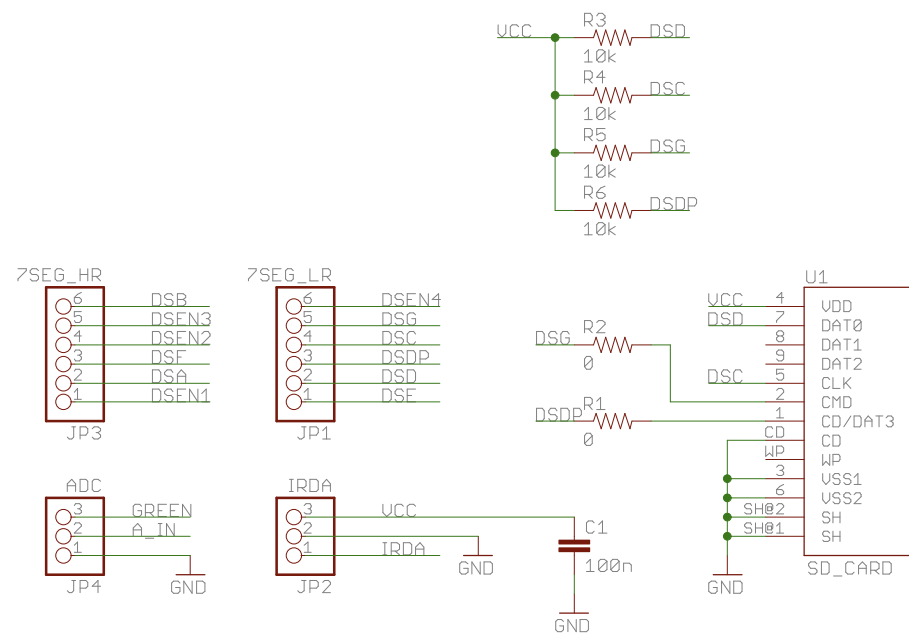 R3
VCC
DSD
10k
R4
DSC
10k
R5
DSG
10k
R6
DSDP
10k
7SEG_HR
6 DSB
5 DSEN3
4 DSEN2
3 DSF
2 DSA
1 DSEN1
JP3
7SEG_LR
6 DSEN4
5 DSG
4 DSC
3 DSDP
2 DSD
1 DSE
JP1
R2
DSG
0
R1
DSDP
0
U1
VCC 4 VDD
DSD 7 DAT0
8 DAT1
9 DAT2
DSC 5 CLK
2 CMD
1 CD/DAT3
CD CD
WP WP
3 VSS1
6 VSS2
SH@2 SH
SH@1 SH
SD_CARD
GND
ADC
3 GREEN
2 A_IN
1
GND
JP4
IRDA
3 VCC
2
1 IRDA
GND
JP2
C1
100n
GND